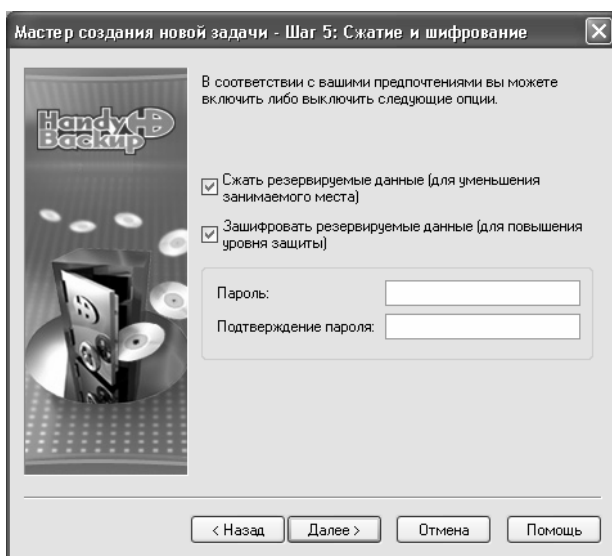 Мастер создания новой задачи - Шаг 5: Сжатие и шифрование
В соответствии с вашими предпочтениями вы можете
включить либо выключить следующие опции.
Handy
Backup
Сжать резервируемые данные (для уменьшения
занимаемого места)
Зашифровать резервируемые данные (для повышения
уровня защиты)
Пароль:
Подтверждение пароля:
< Назад
Далее >
Отмена
Помощь